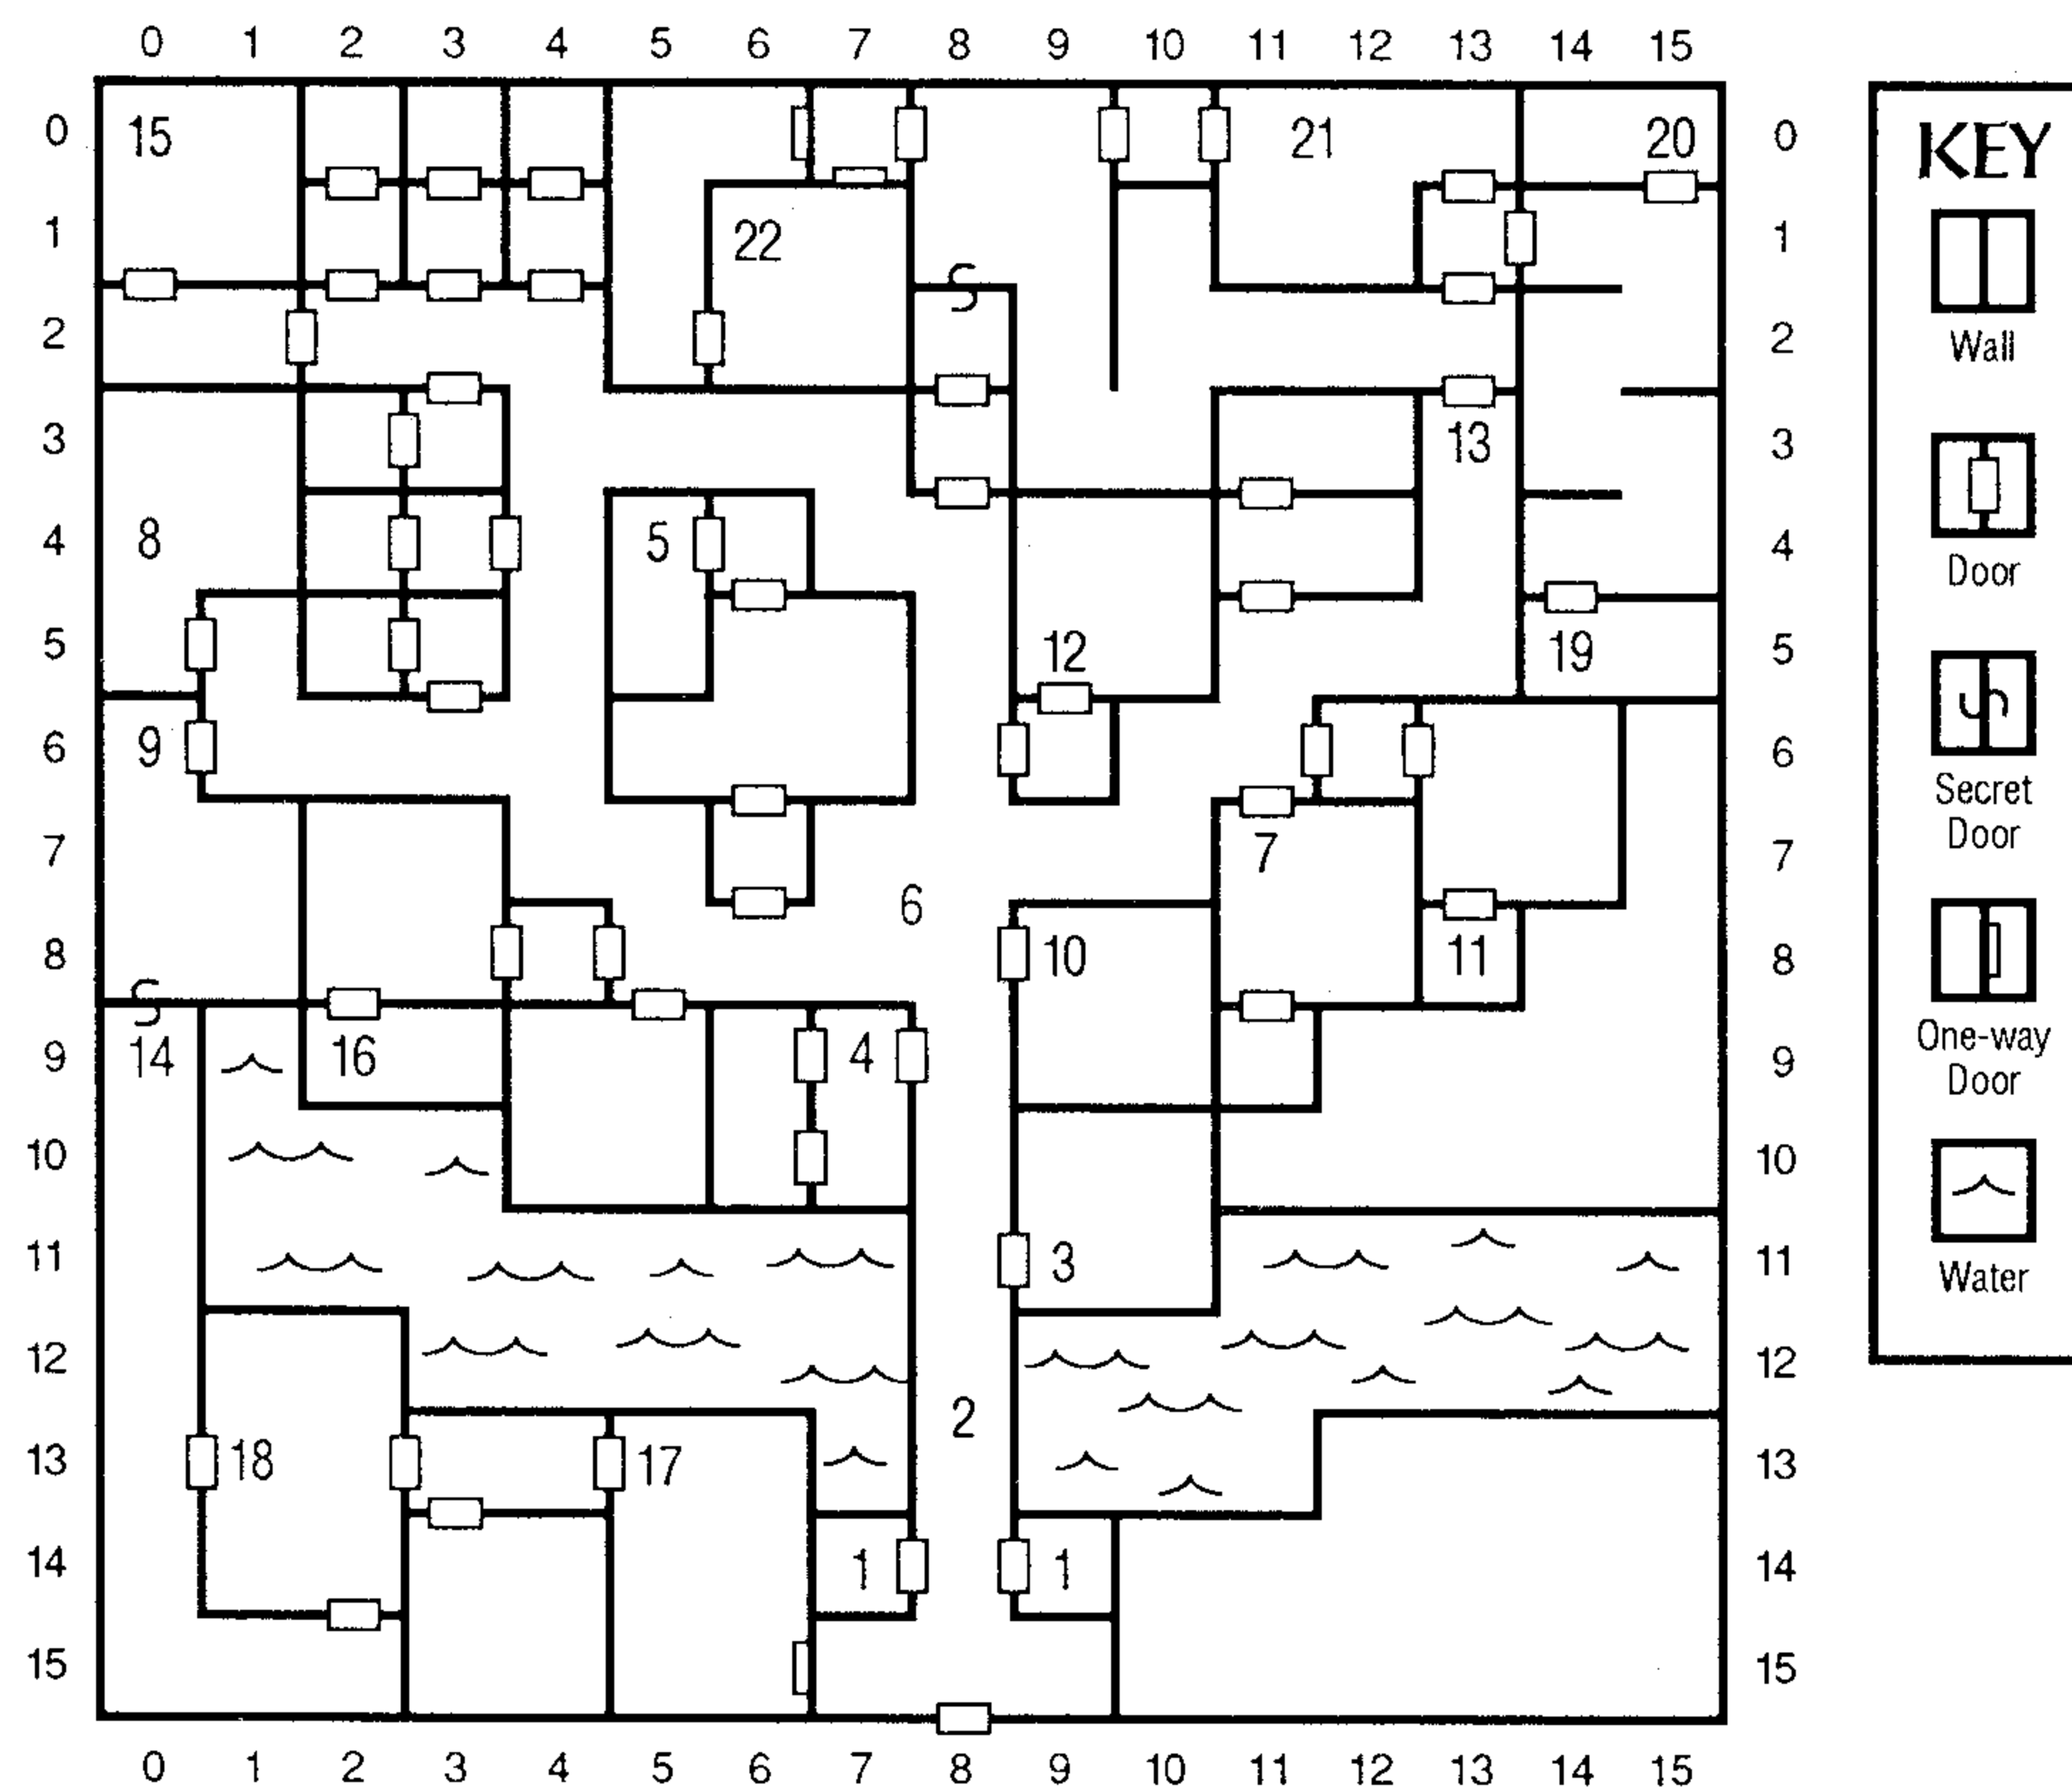 0 1 2 3 4 5 6 7 8 9 10 11 12 13 14 15
0 15 21 20 0
KEY
1 22 1
S
2 2
Wall
3 13 3
4 8 5 4
Door
5 12 19 5
6 9 6
Secret
Door
7 7 7
6
8 10 11 8
S
9 14 16 4 9
One-way
Door
10 10
11 3 11
Water
12 12
2
13 18 17 13
14 1 1 14
15 15
0 1 2 3 4 5 6 7 8 9 10 11 12 13 14 15